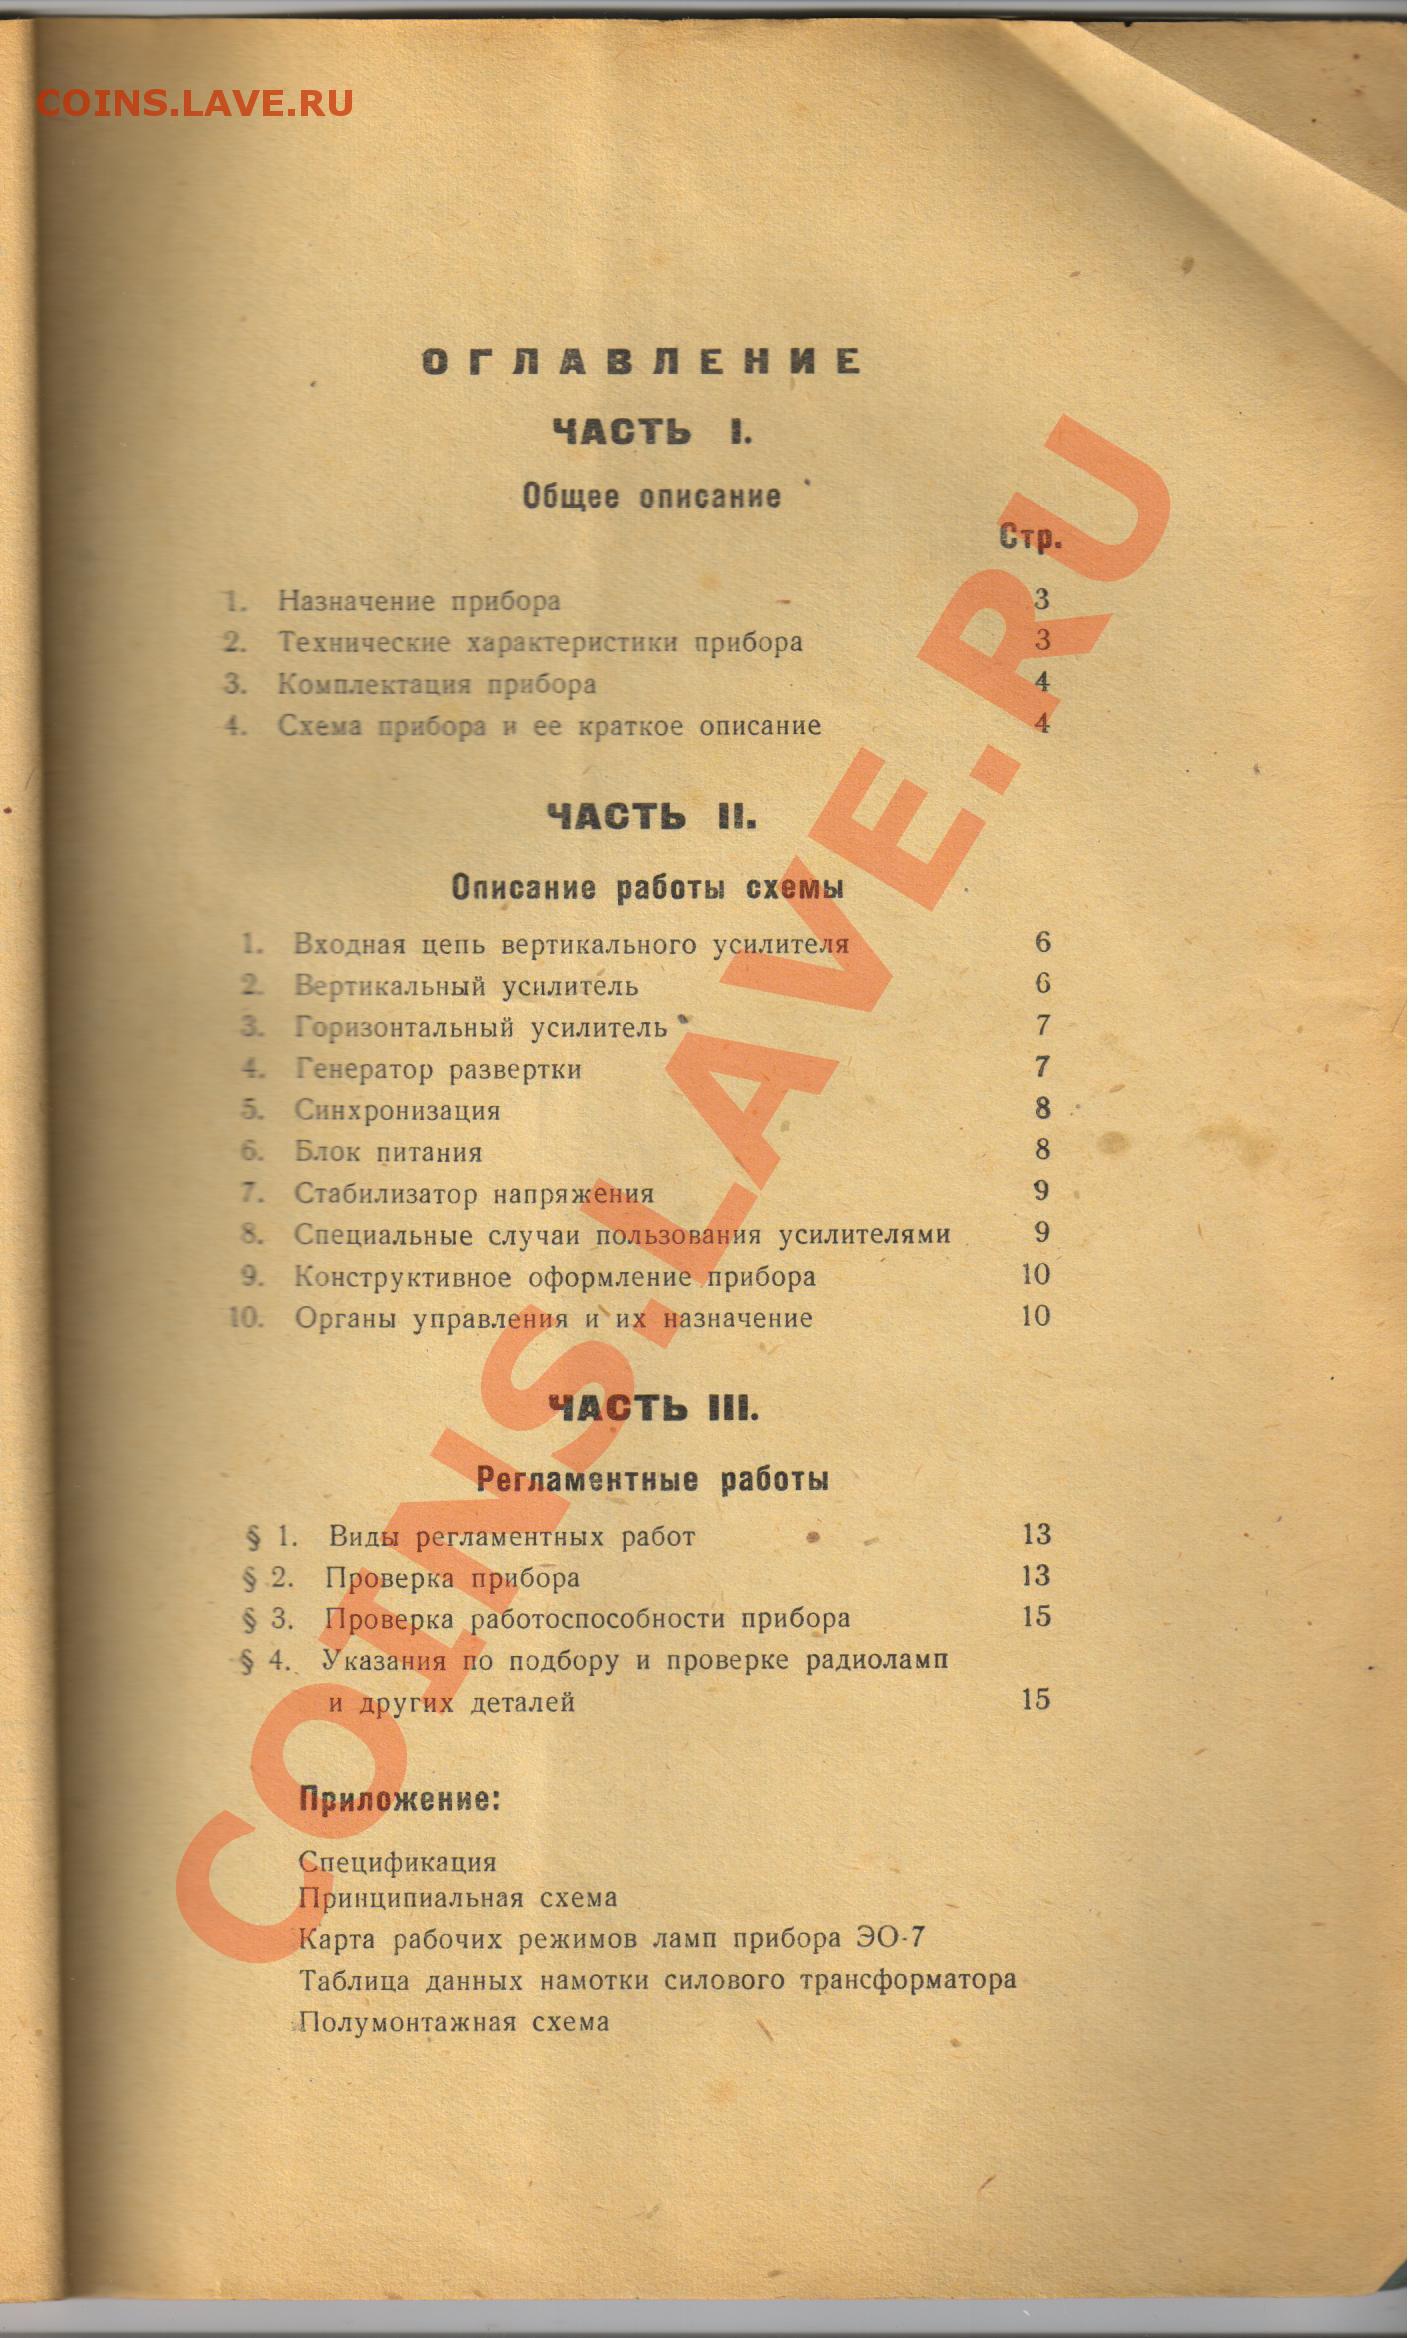 COINS.LAVE.RU
ОГЛАВЛЕНИЕ
ЧАСТЬ I.
Общее описание
Стр.
1. Назначение прибора 3
2. Технические характеристики прибора 3
3. Комплектация прибора 4
4. Схема прибора и ее краткое описание 4
ЧАСТЬ II.
Описание работы схемы
1. Входная цепь вертикального усилителя 6
2. Вертикальный усилитель 6
3. Горизонтальный усилитель 7
4. Генератор развертки 7
5. Синхронизация 8
6. Блок питания 8
7. Стабилизатор напряжения 9
8. Специальные случаи пользования усилителями 9
9. Конструктивное оформление прибора 10
10. Органы управления и их назначение 10
ЧАСТЬ III.
Регламентные работы
§ 1. Виды регламентных работ 13
§ 2. Проверка прибора 13
§ 3. Проверка работоспособности прибора 15
§ 4. Указания по подбору и проверке радиоламп
и других деталей 15
Приложение:
Спецификация
Принципиальная схема
Карта рабочих режимов ламп прибора ЭО-7
Таблица данных намотки силового трансформатора
Полумонтажная схема
COINS.LAVE.RU